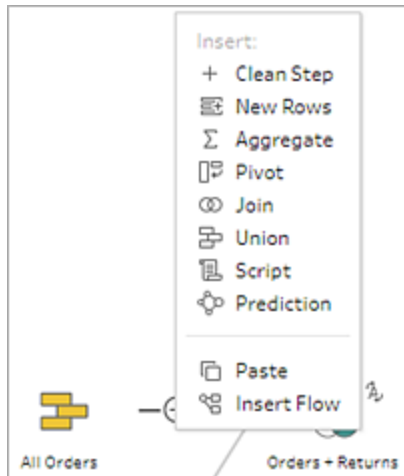 Insert:
Clean Step
New Rows
Aggregate
Pivot
Join
Union
Script
Prediction
Paste
Insert Flow
All Orders
Orders + Returns